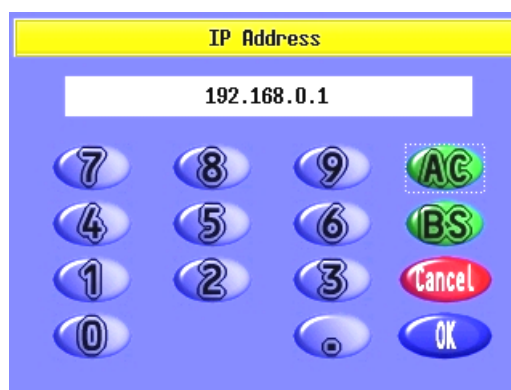 IP Address
192.168.0.1
7 8 9 AC
4 5 6 BS
1 2 3 Cancel
0 . OK